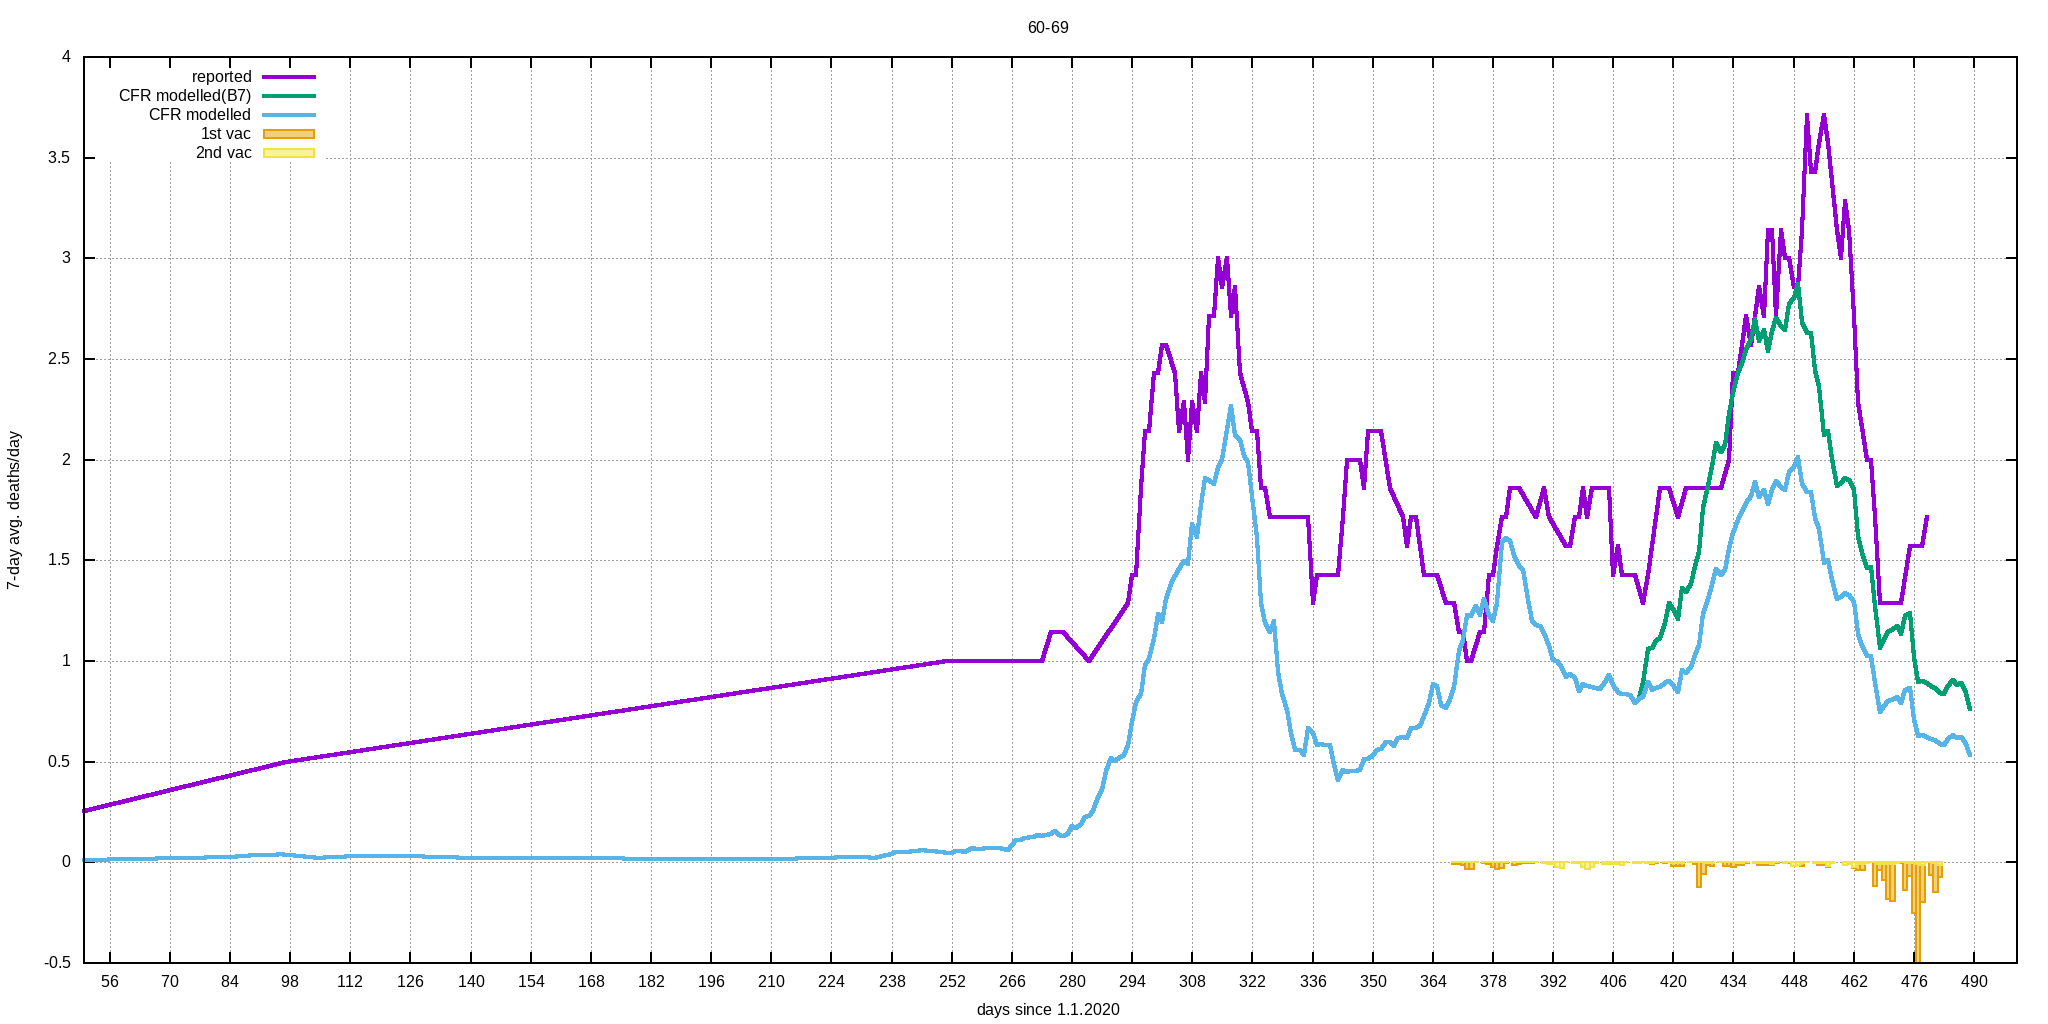 60-69
4
3.5
3
2.5
2
1.5
1
0.5
0
-0.5
reported
CFR modelled(B7)
CFR modelled
1st vac
2nd vac
7-day avg. deaths/day
56 70 84 98 112 126 140 154 168 182 196 210 224 238 252 266 280 294 308 322 336 350 364 378 392 406 420 434 448 462 476 490
days since 1.1.2020